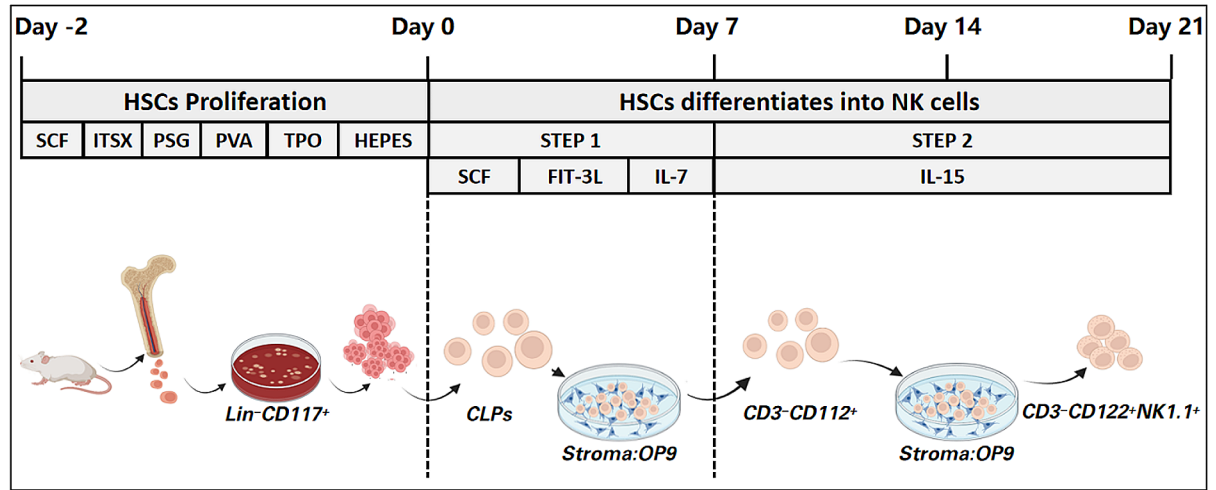 Day -2 Day 0 Day 7 Day 14 Day 21
HSCs Proliferation HSCs differentiates into NK cells
SCF ITSX PSG PVA TPO HEPES STEP 1 STEP 2
SCF FIT-3L IL-7 IL-15
Lin⁻CD117⁺ CLPs CD3⁻CD112⁺ CD3⁻CD122⁺NK1.1⁺
Stroma:OP9 Stroma:OP9